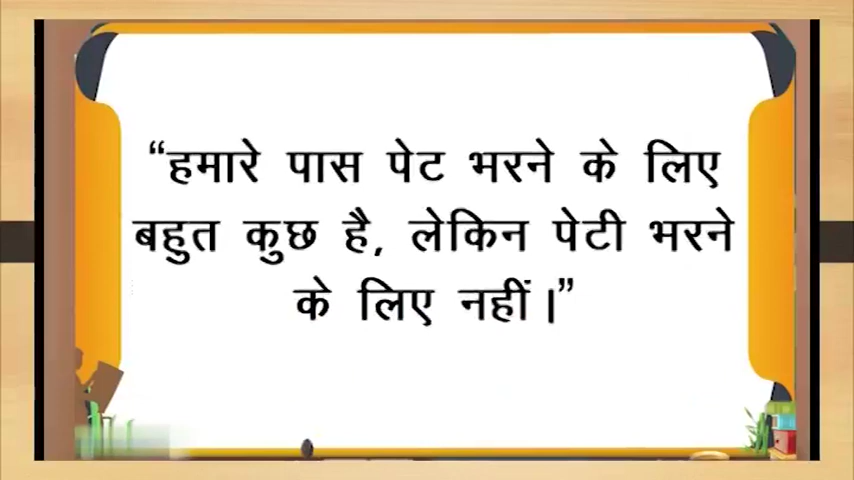 “हमारे पास पेट भरने के लिए
बहुत कुछ है, लेकिन पेटी भरने
के लिए नहीं।”